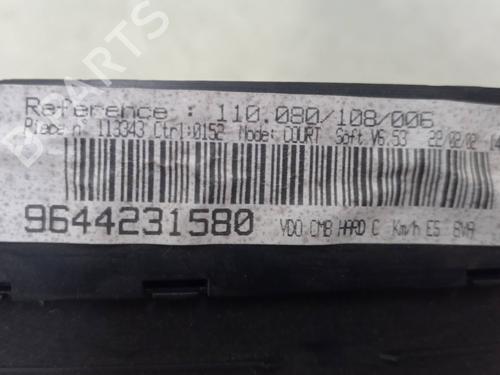 Reference : 110.080/108/006
Piece n° 113343 Ctrl:0152 Mode: COURT Soft V6.53 22/02/02
9644231580 VDO CMB HARD C Km/h ES BVA
B PARTS